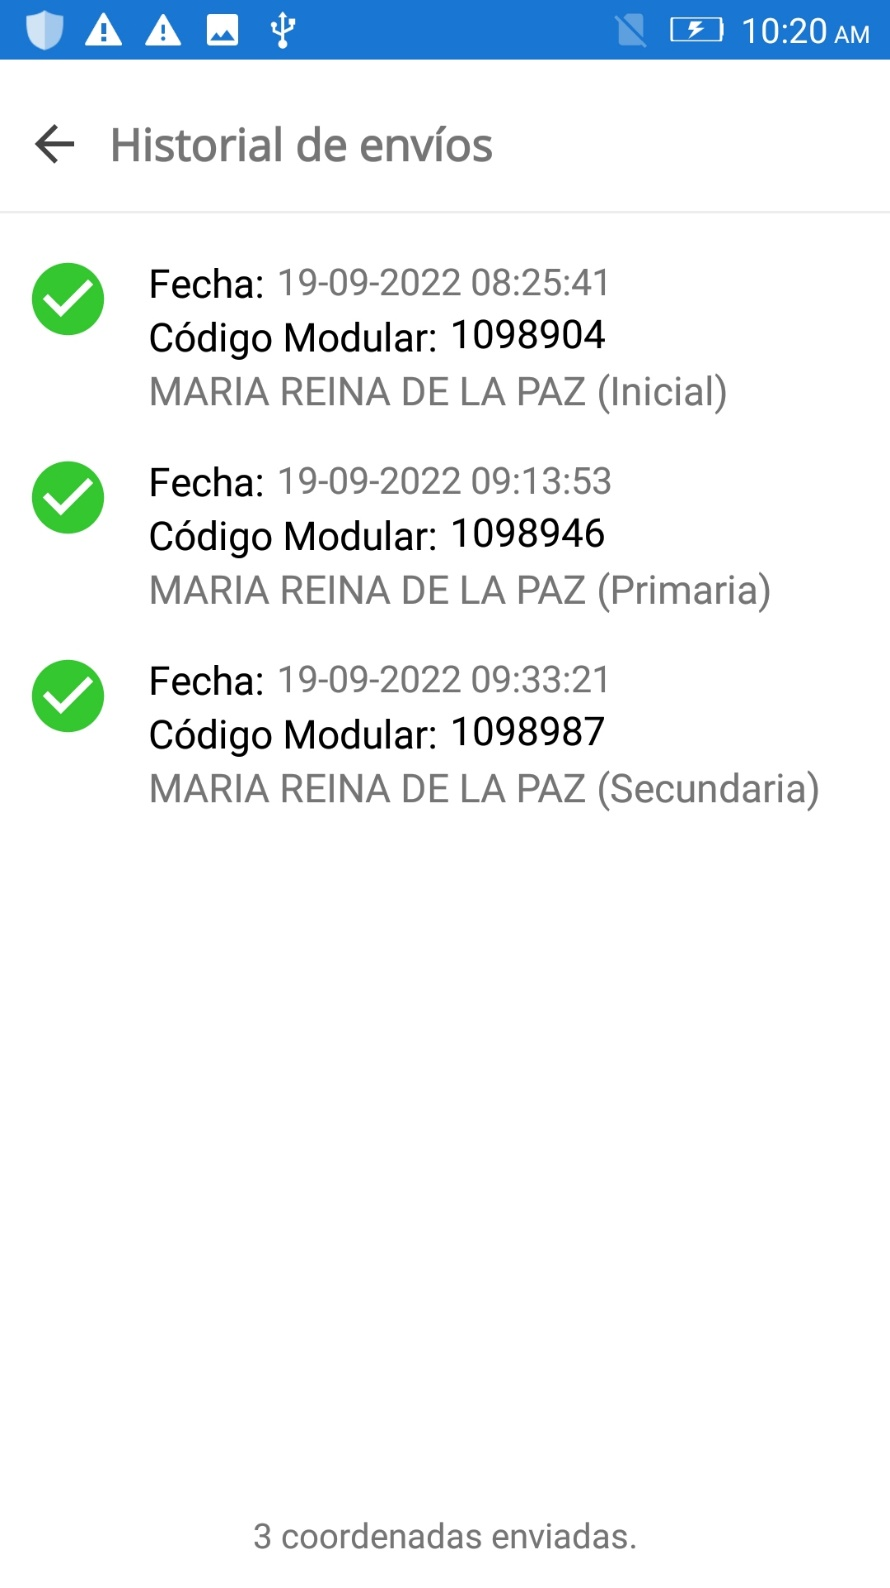 10:20 AM
Historial de envíos
Fecha: 19-09-2022 08:25:41
Código Modular: 1098904
MARIA REINA DE LA PAZ (Inicial)
Fecha: 19-09-2022 09:13:53
Código Modular: 1098946
MARIA REINA DE LA PAZ (Primaria)
Fecha: 19-09-2022 09:33:21
Código Modular: 1098987
MARIA REINA DE LA PAZ (Secundaria)
3 coordenadas enviadas.